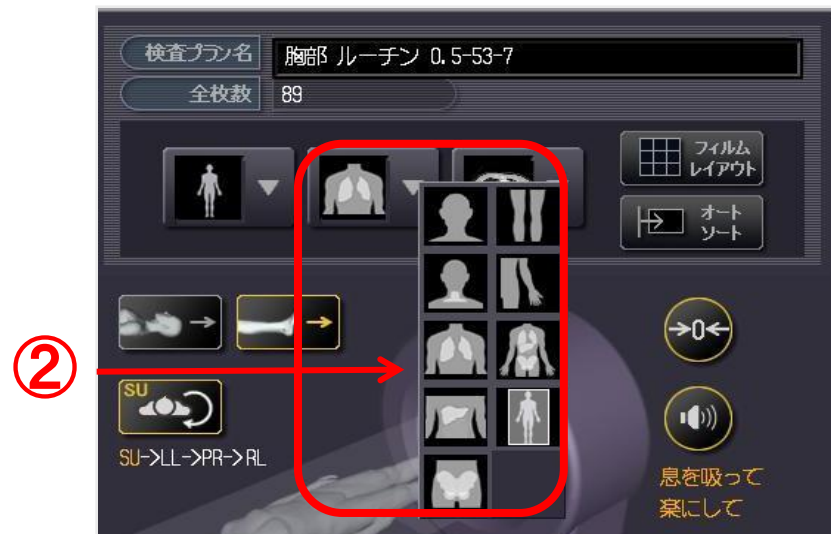 検査プラン名 胸部 ルーチン 0.5-53-7
全枚数 89
フィルム
レイアウト
オート
ソート
②
→0←
SU
SU->LL->PR->RL
息を吸って
楽にして